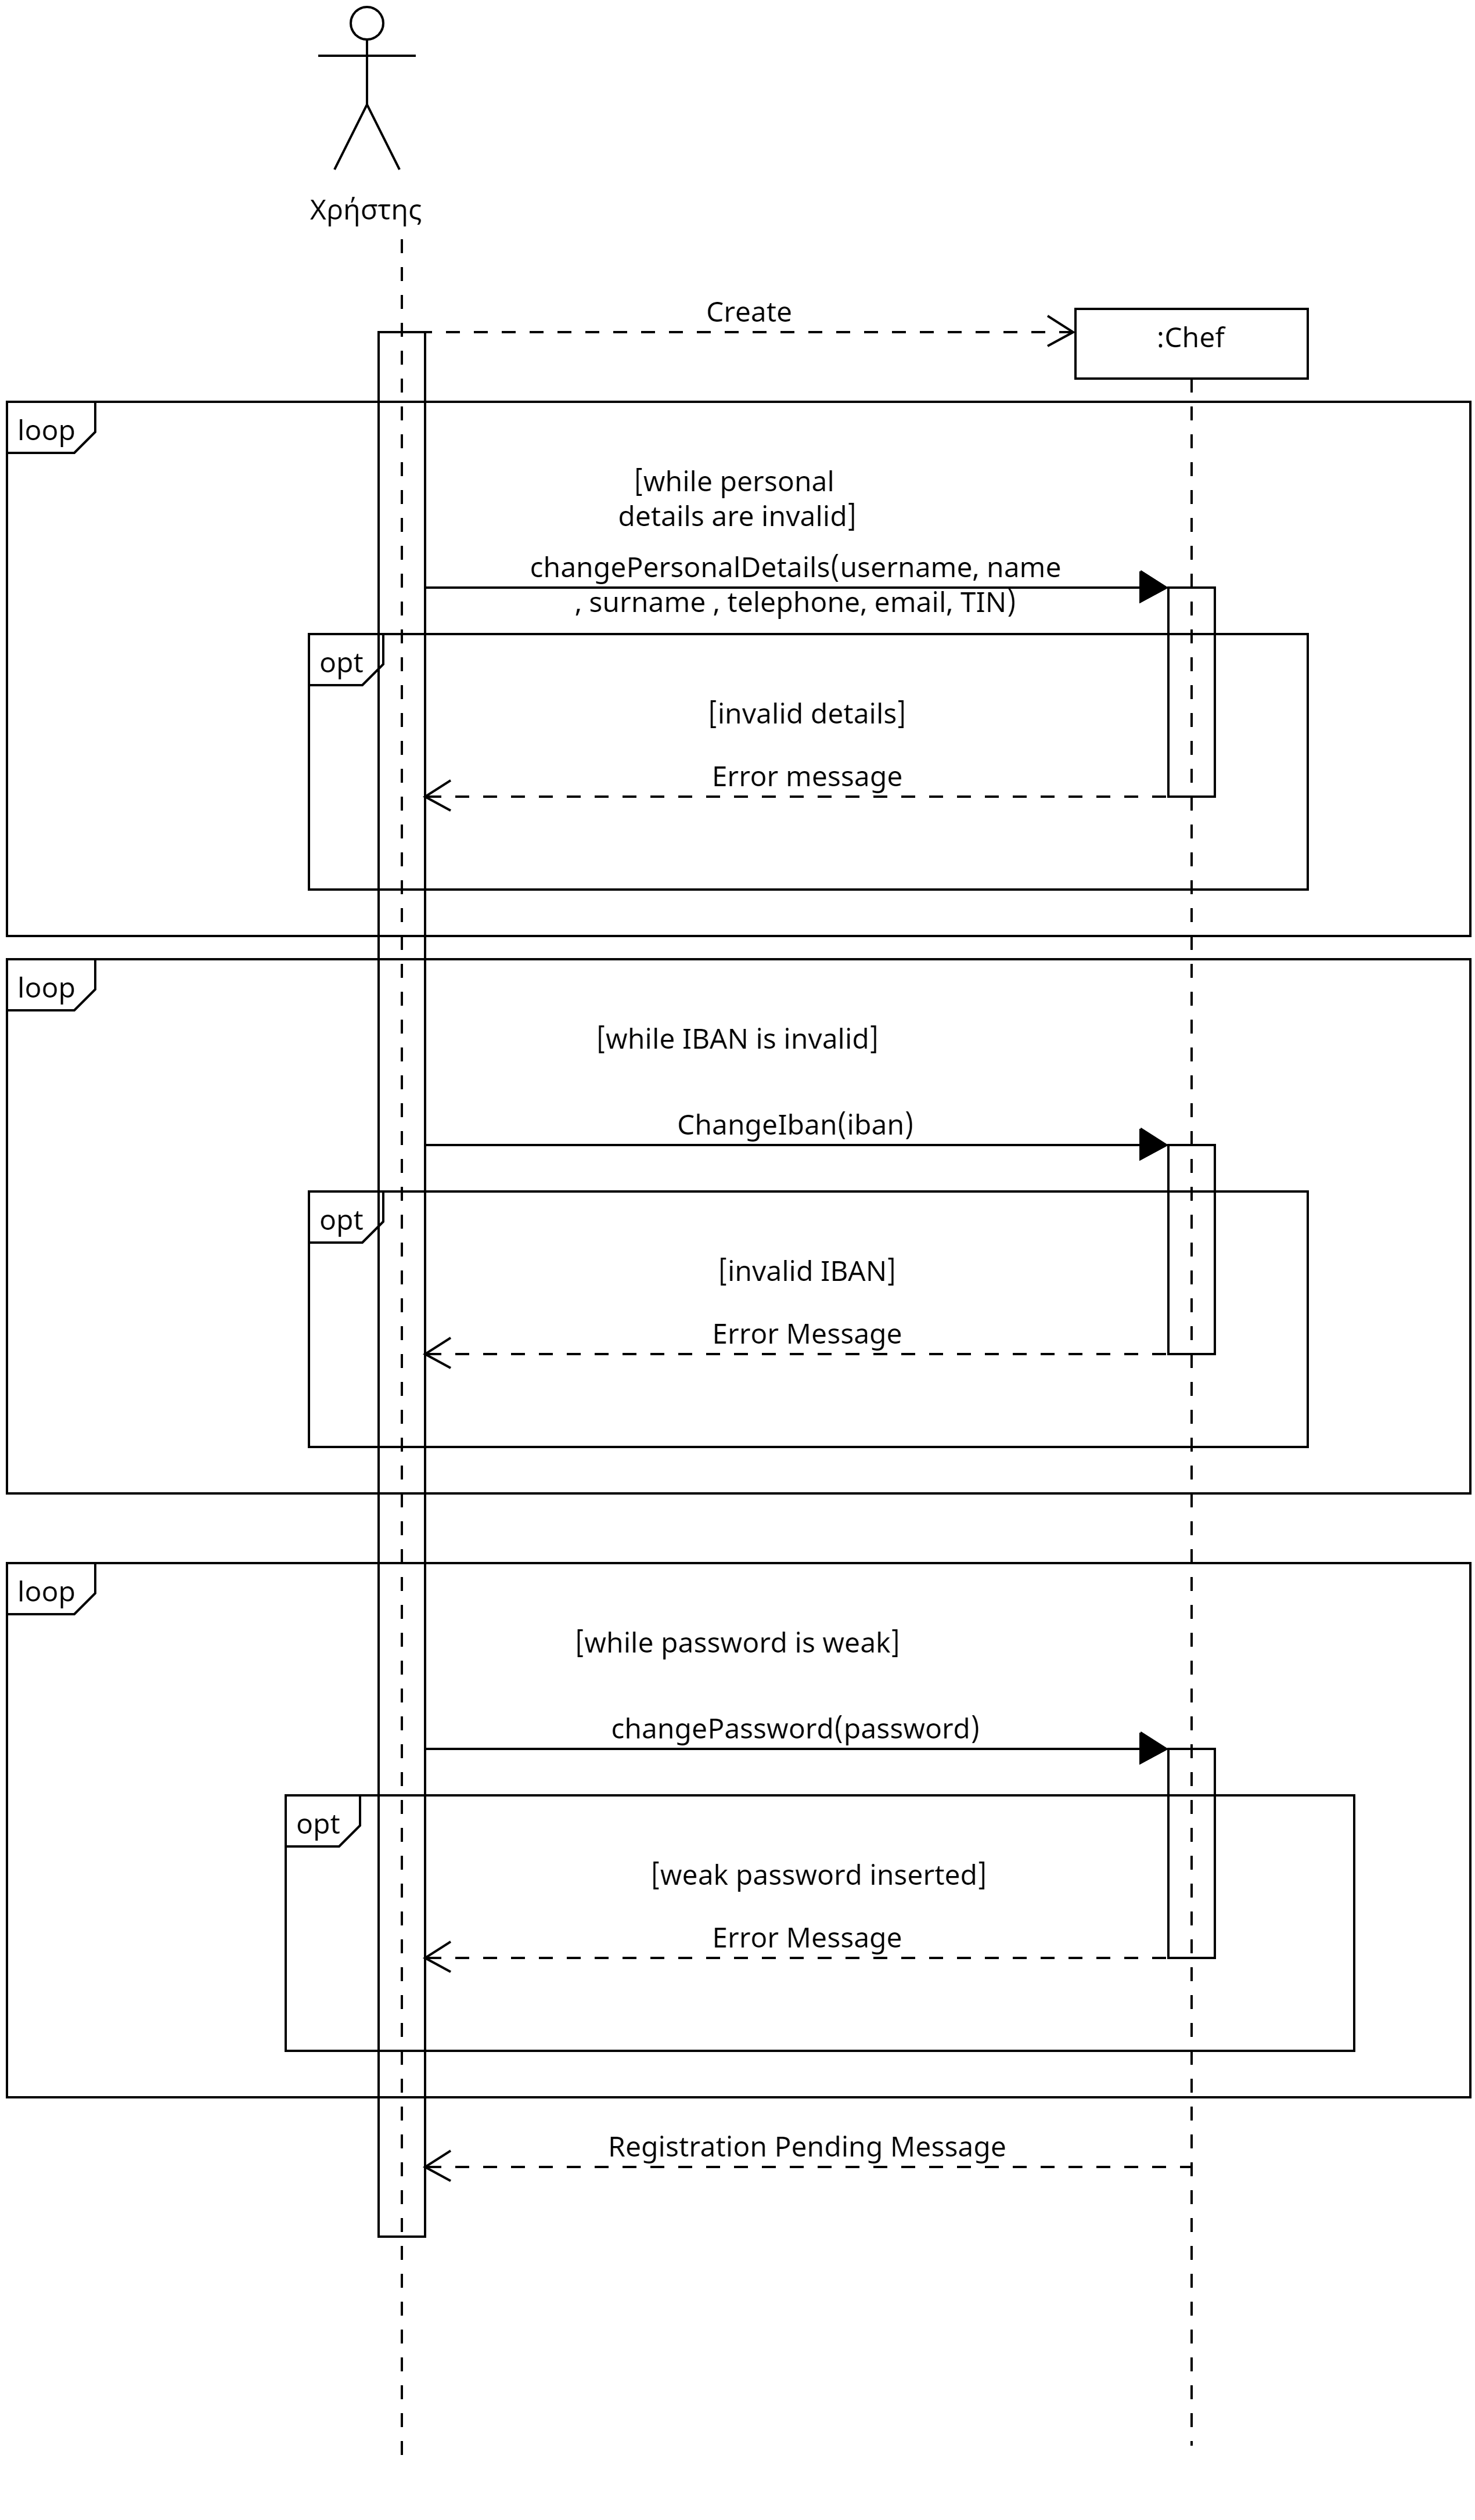 Χρήστης
Create
:Chef
loop
[while personal
details are invalid]
changePersonalDetails(username, name
, surname , telephone, email, TIN)
opt
[invalid details]
Error message
loop
[while IBAN is invalid]
ChangeIban(iban)
opt
[invalid IBAN]
Error Message
loop
[while password is weak]
changePassword(password)
opt
[weak password inserted]
Error Message
Registration Pending Message